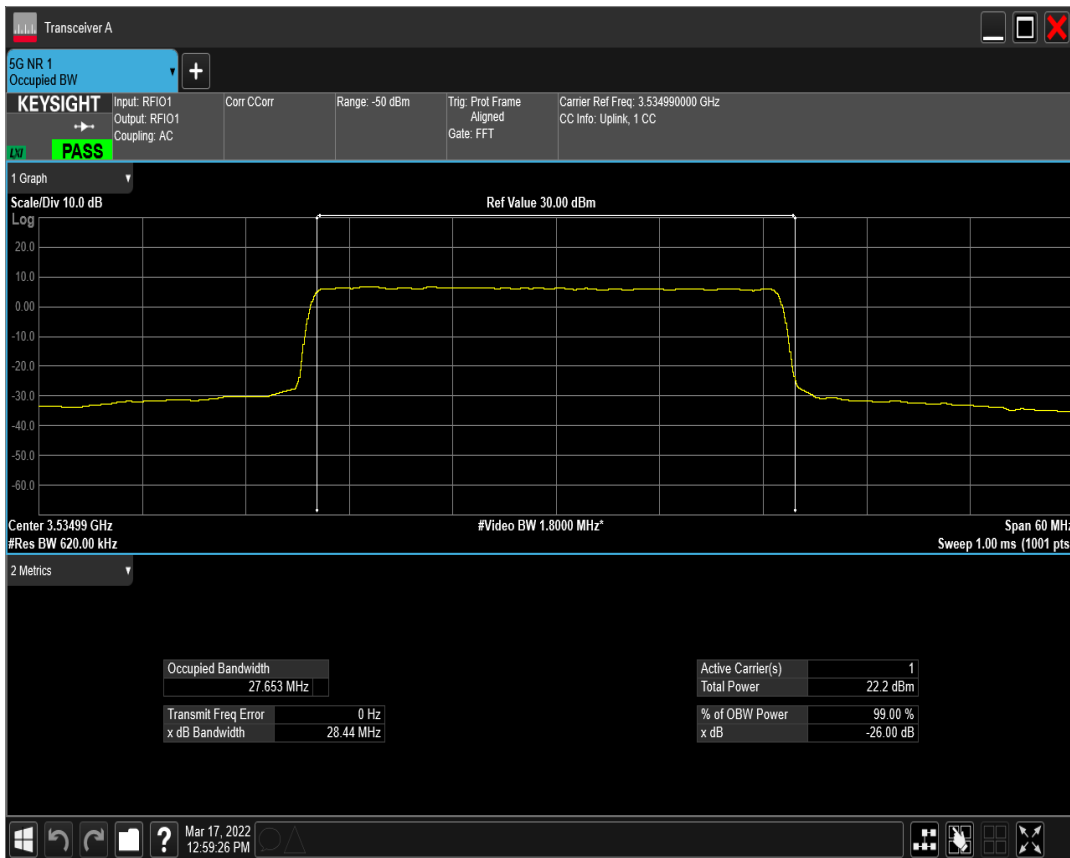 Transceiver A
5G NR 1
Occupied BW
+
KEYSIGHT
LXI
PASS
Input: RFIO1
Output: RFIO1
Coupling: AC
Corr CCorr
Range: -50 dBm
Trig: Prot Frame
Aligned
Gate: FFT
Carrier Ref Freq: 3.534990000 GHz
CC Info: Uplink, 1 CC
1 Graph
Scale/Div 10.0 dB
Ref Value 30.00 dBm
Log
20.0
10.0
0.00
-10.0
-20.0
-30.0
-40.0
-50.0
-60.0
Center 3.53499 GHz
#Video BW 1.8000 MHz*
Span 60 MHz
#Res BW 620.00 kHz
Sweep 1.00 ms (1001 pts
2 Metrics
Occupied Bandwidth
27.653 MHz
Transmit Freq Error 0 Hz
x dB Bandwidth 28.44 MHz
Active Carrier(s) 1
Total Power 22.2 dBm
% of OBW Power 99.00 %
x dB -26.00 dB
?
Mar 17, 2022
12:59:26 PM